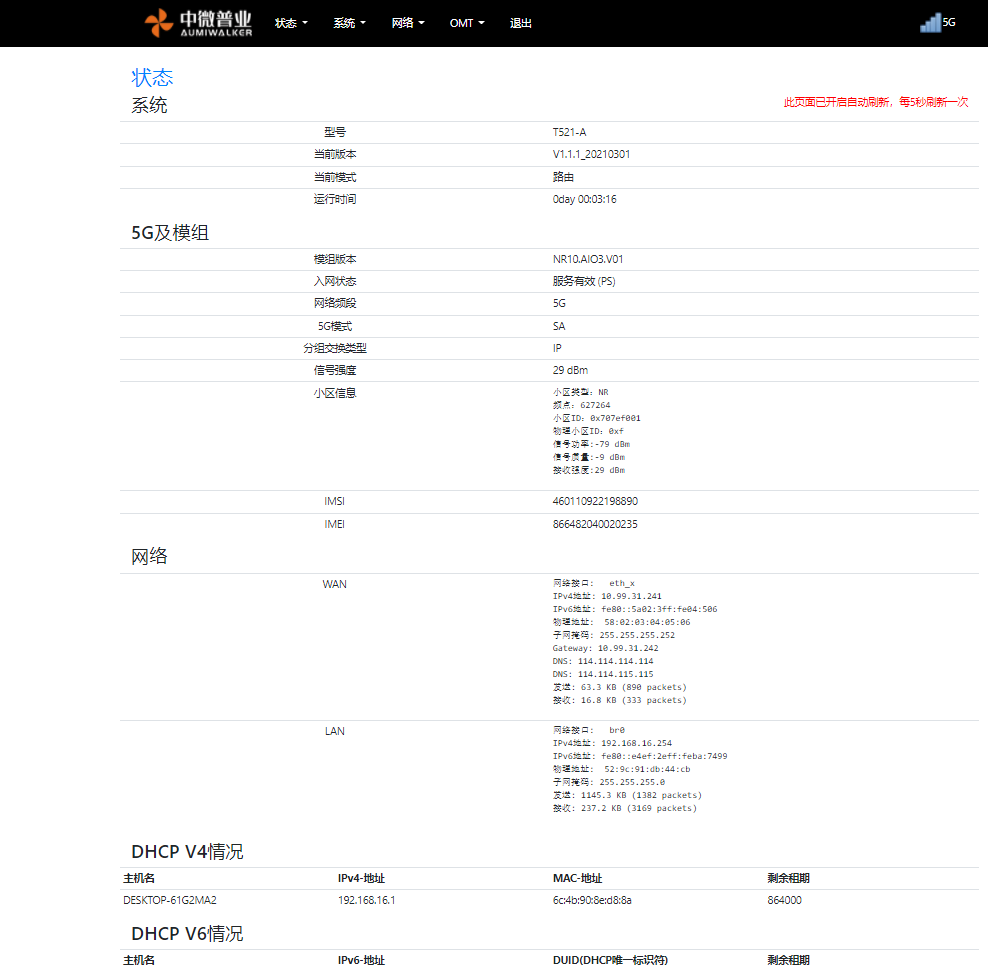 中微普业
AUMIWALKER
状态 系统 网络 OMT 退出
5G
状态
系统
此页面已开启自动刷新，每5秒刷新一次
型号 T521-A
当前版本 V1.1.1_20210301
当前模式 路由
运行时间 0day 00:03:16
5G及模组
模组版本 NR10.AIO3.V01
入网状态 服务有效 (PS)
网络频段 5G
5G模式 SA
分组交换类型 IP
信号强度 29 dBm
小区信息 小区类型: NR
频点: 627264
小区ID: 0x707ef001
物理小区ID: 0xf
信号功率:-79 dBm
信号质量:-9 dBm
接收强度:29 dBm
IMSI 460110922198890
IMEI 866482040020235
网络
WAN 网络接口: eth_x
IPv4地址: 10.99.31.241
IPv6地址: fe80::5a02:3ff:fe04:506
物理地址: 58:02:03:04:05:06
子网掩码: 255.255.255.252
Gateway: 10.99.31.242
DNS: 114.114.114.114
DNS: 114.114.115.115
发送: 63.3 KB (890 packets)
接收: 16.8 KB (333 packets)
LAN 网络接口: br0
IPv4地址: 192.168.16.254
IPv6地址: fe80::e4ef:2eff:feba:7499
物理地址: 52:9c:91:db:44:cb
子网掩码: 255.255.255.0
发送: 1145.3 KB (1382 packets)
接收: 237.2 KB (3169 packets)
DHCP V4情况
主机名 IPv4-地址 MAC-地址 剩余租期
DESKTOP-61G2MA2 192.168.16.1 6c:4b:90:8e:d8:8a 864000
DHCP V6情况
主机名 IPv6-地址 DUID(DHCP唯一标识符) 剩余租期